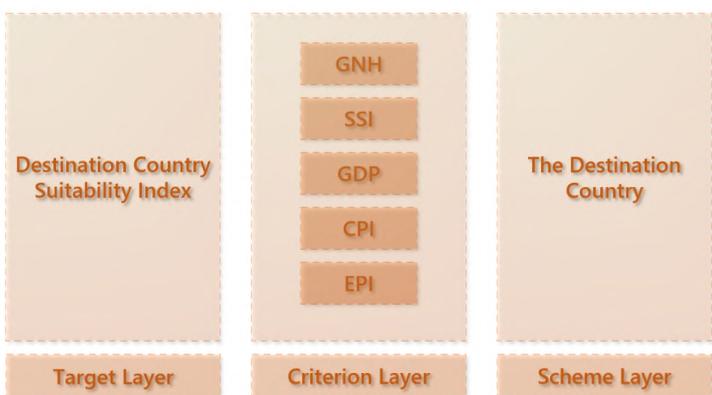 Destination Country
Suitability Index
GNH
SSI
GDP
CPI
EPI
The Destination
Country
Target Layer
Criterion Layer
Scheme Layer